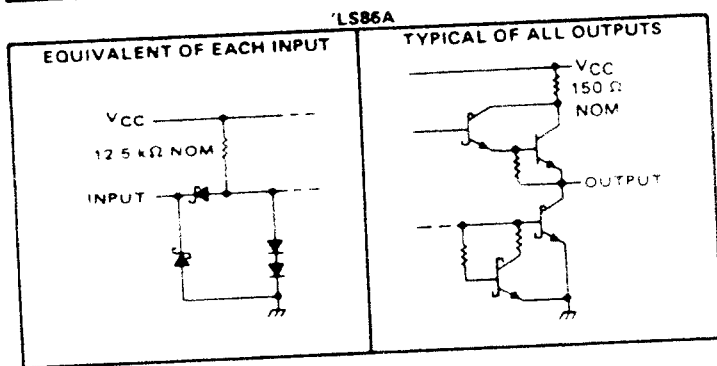 'LS86A
EQUIVALENT OF EACH INPUT
VCC
12.5 kΩ NOM
INPUT
TYPICAL OF ALL OUTPUTS
VCC
150 Ω
NOM
OUTPUT